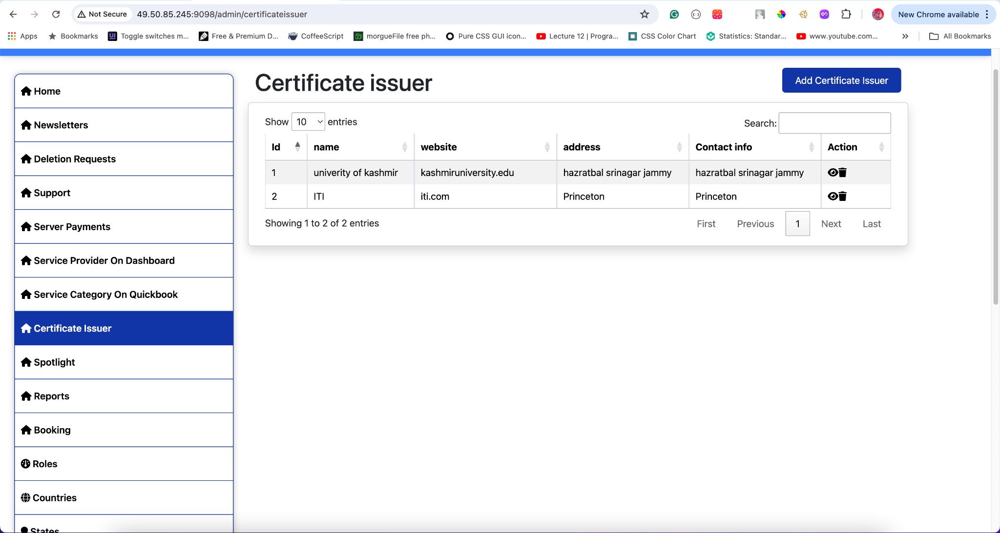 Not Secure 49.50.85.245:9098/admin/certificateissuer New Chrome available
Apps Bookmarks Toggle switches m... Free & Premium D... CoffeeScript morgueFile free ph... Pure CSS GUI icon... Lecture 12 | Progra... CSS Color Chart Statistics: Standar... www.youtube.com... All Bookmarks
Home
Newsletters
Deletion Requests
Support
Server Payments
Service Provider On Dashboard
Service Category On Quickbook
Certificate Issuer
Spotlight
Reports
Booking
Roles
Countries
States
Certificate issuer
Add Certificate Issuer
Show 10 entries
Search:
Id name website address Contact info Action
1 univerity of kashmir kashmiruniversity.edu hazratbal srinagar jammy hazratbal srinagar jammy
2 ITI iti.com Princeton Princeton
Showing 1 to 2 of 2 entries
First Previous 1 Next Last